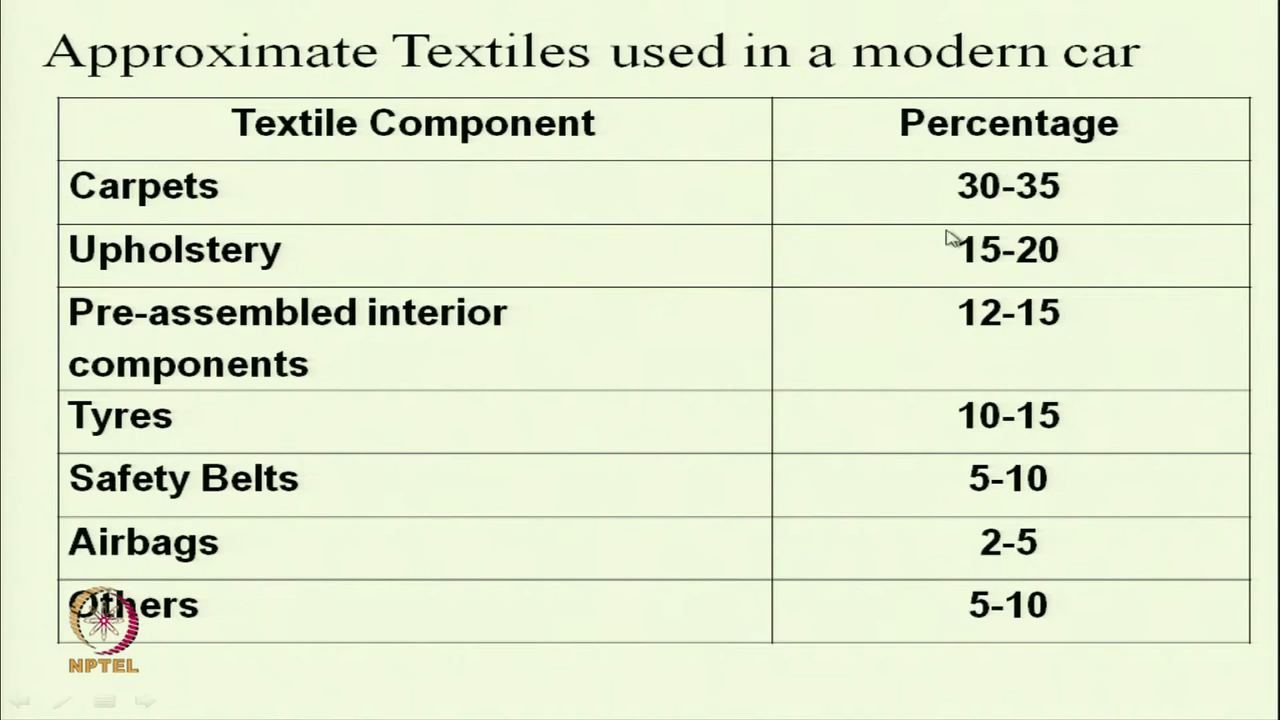 Approximate Textiles used in a modern car
Textile Component Percentage
Carpets 30-35
Upholstery 15-20
Pre-assembled interior 12-15
components
Tyres 10-15
Safety Belts 5-10
Airbags 2-5
Others 5-10
NPTEL